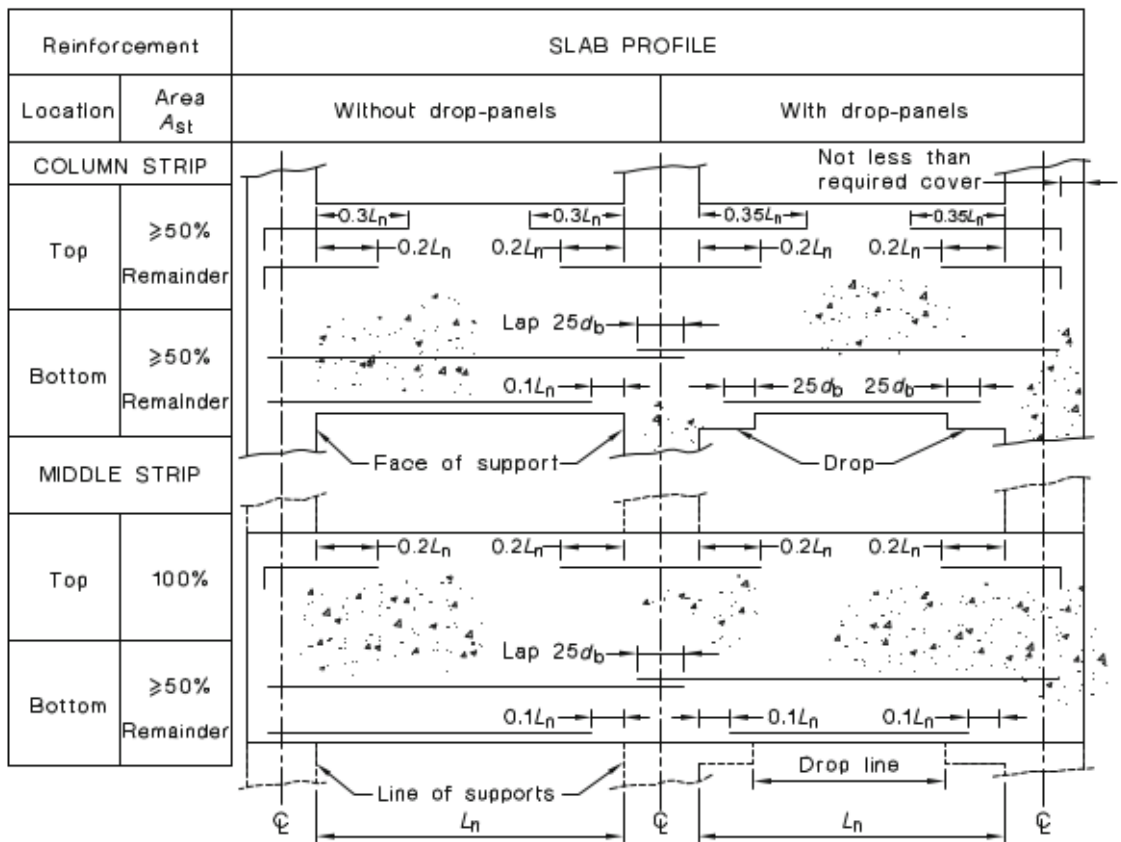 Reinforcement
SLAB PROFILE
Location
Area
Ast
Without drop-panels
With drop-panels
COLUMN STRIP
Not less than
required cover
0.3Ln 0.3Ln 0.35Ln 0.35Ln
Top
≥50%
0.2Ln 0.2Ln 0.2Ln 0.2Ln
Remainder
Lap 25db
Bottom
≥50%
Remainder
0.1Ln 25db 25db
Face of support
Drop
MIDDLE STRIP
0.2Ln 0.2Ln 0.2Ln 0.2Ln
Top
100%
Lap 25db
Bottom
≥50%
Remainder
0.1Ln 0.1Ln 0.1Ln
Drop line
Line of supports
℄ Ln ℄ Ln ℄